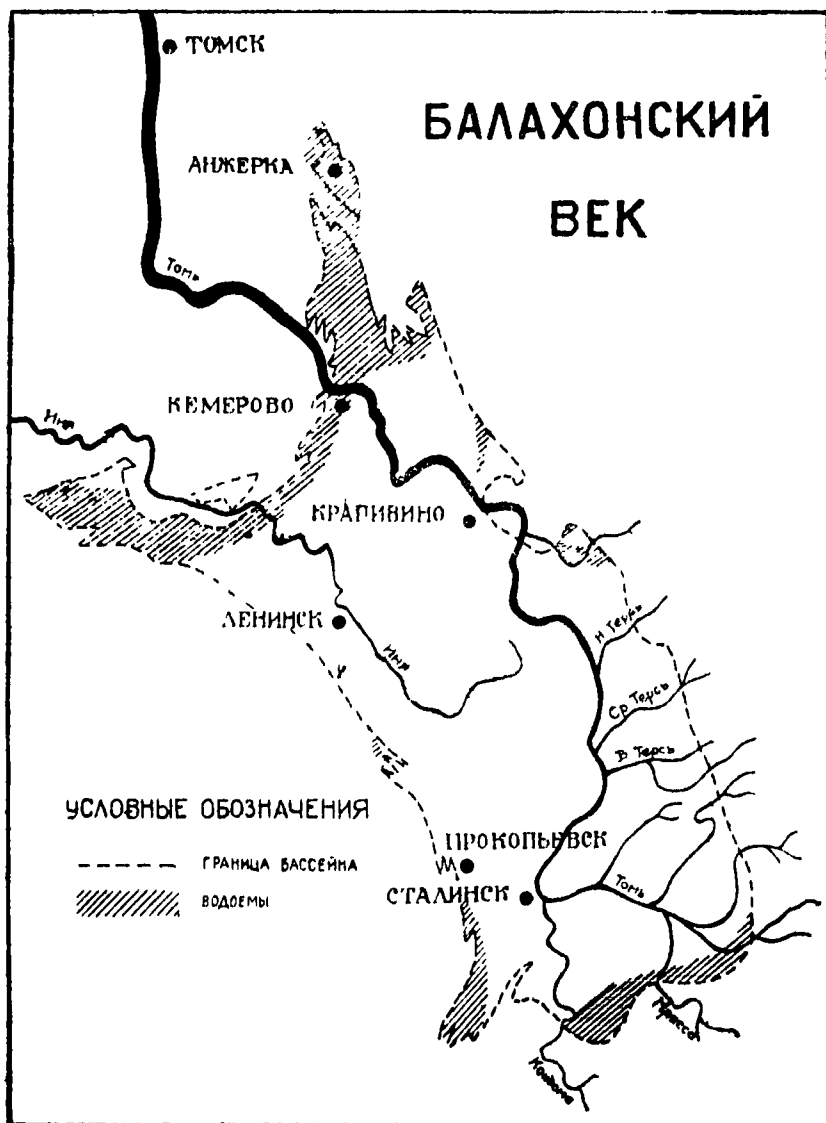 ТОМСК
БАЛАХОНСКИЙ
ВЕК
АНЖЕРКА
Томь
КЕМЕРОВО
Иня
КРАПИВИНО
ЛЕНИНСК
Н Терсь
Иня
Ср Терсь
В Терсь
УСЛОВНЫЕ ОБОЗНАЧЕНИЯ
ГРАНИЦА БАССЕЙНА
ВОДОЕМЫ
ПРОКОПЬЕВСК
СТАЛИНСК
Томь
Мрасса
Кондома